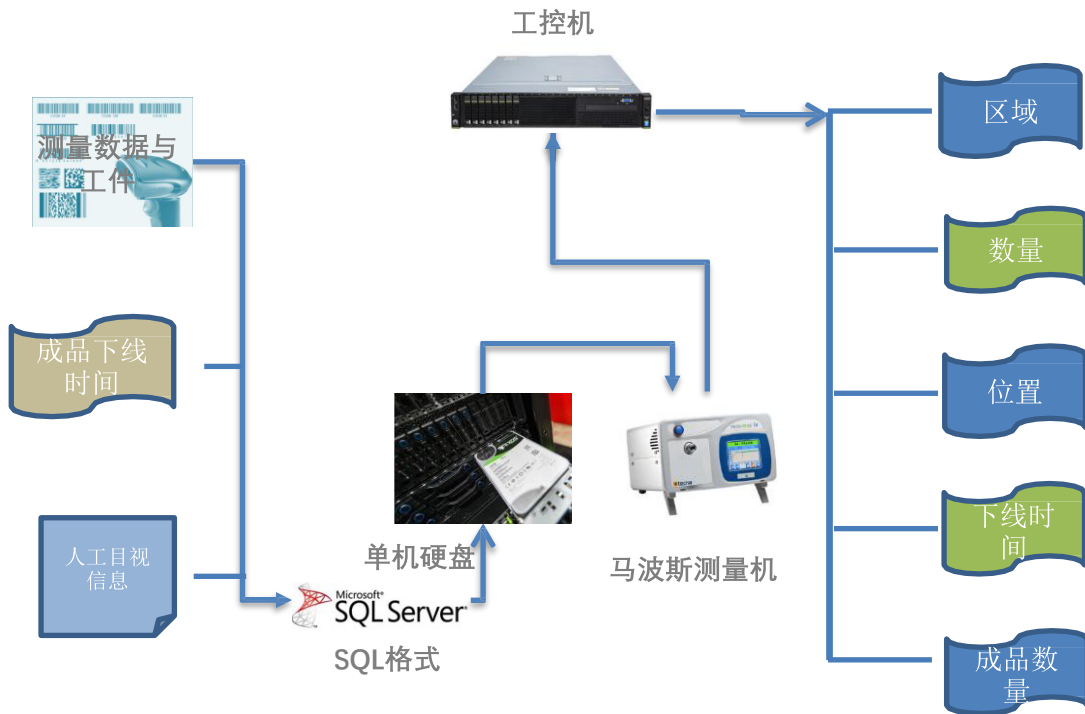 工控机
测量数据与
工件
区域
数量
成品下线
时间
位置
人工目视
信息
单机硬盘
马波斯测量机
下线时
间
Microsoft®
SQL Server®
SQL格式
成品数
量